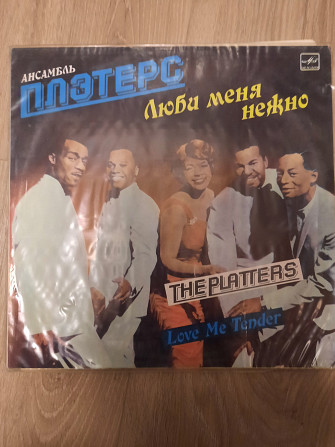 АНСАМБЛЬ
ПЛЭТЕРС
Люби меня
нежно
THE PLATTERS
Love Me Tender